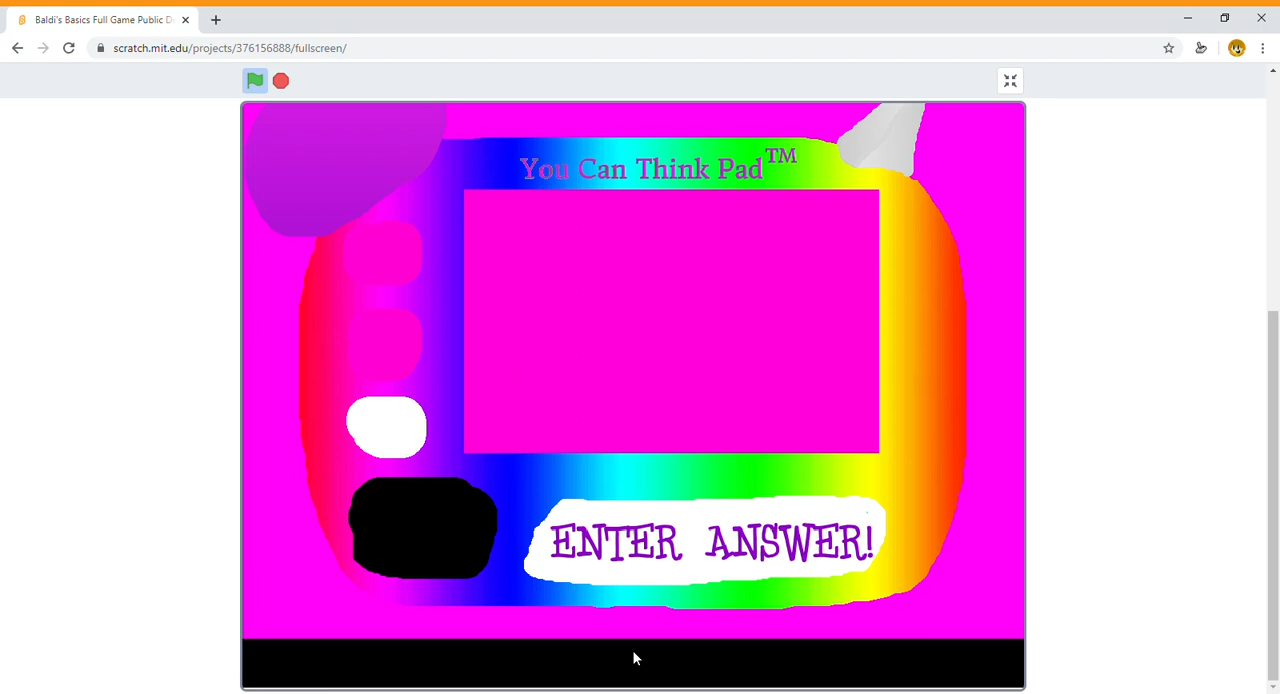 Baldi's Basics Full Game Public D
scratch.mit.edu/projects/376156888/fullscreen/
You Can Think Pad™
ENTER ANSWER!